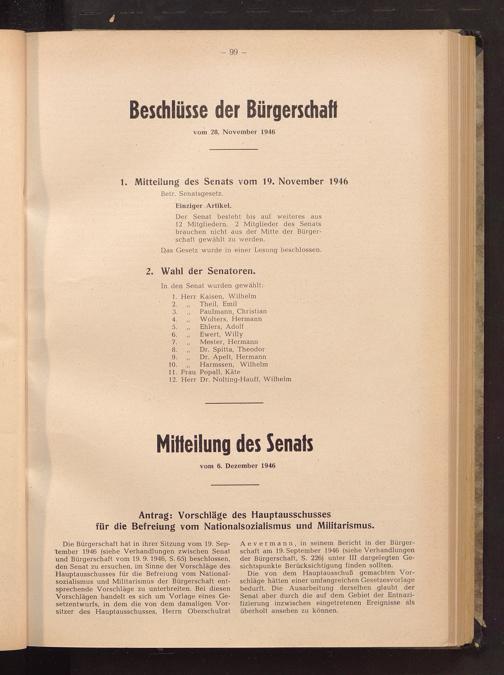 – 99 –
Beschlüsse der Bürgerschaft
vom 28. November 1946
1. Mitteilung des Senats vom 19. November 1946
Betr. Senatsgesetz.
Einziger Artikel.
Der Senat besteht bis auf weiteres aus
12 Mitgliedern. 2 Mitglieder des Senats
brauchen nicht aus der Mitte der Bürger-
schaft gewählt zu werden.
Das Gesetz wurde in einer Lesung beschlossen.
2. Wahl der Senatoren.
In den Senat wurden gewählt:
1. Herr Kaisen, Wilhelm
2. „ Theil, Emil
3. „ Paulmann, Christian
4. „ Wolters, Hermann
5. „ Ehlers, Adolf
6. „ Ewert, Willy
7. „ Mester, Hermann
8. „ Dr. Spitta, Theodor
9. „ Dr. Apelt, Hermann
10. „ Harmssen, Wilhelm
11. Frau Popall, Käte
12. Herr Dr. Nolting-Hauff, Wilhelm
Mitteilung des Senats
vom 6. Dezember 1946
Antrag: Vorschläge des Hauptausschusses
für die Befreiung vom Nationalsozialismus und Militarismus.
Die Bürgerschaft hat in ihrer Sitzung vom 19. Sep-
tember 1946 (siehe Verhandlungen zwischen Senat
und Bürgerschaft vom 19. 9. 1946, S. 65) beschlossen,
den Senat zu ersuchen, im Sinne der Vorschläge des
Hauptausschusses für die Befreiung vom National-
sozialismus und Militarismus der Bürgerschaft ent-
sprechende Vorschläge zu unterbreiten. Bei diesen
Vorschlägen handelt es sich um Vorlage eines Ge-
setzentwurfs, in dem die von dem damaligen Vor-
sitzer des Hauptausschusses, Herrn Oberschulrat
Aevermann, in seinem Bericht in der Bürger-
schaft am 19. September 1946 (siehe Verhandlungen
der Bürgerschaft, S. 226) unter III dargelegten Ge-
sichtspunkte Berücksichtigung finden sollten.
Die von dem Hauptausschuß gemachten Vor-
schläge hätten einer umfangreichen Gesetzesvorlage
bedurft. Die Ausarbeitung derselben glaubt der
Senat aber durch die auf dem Gebiet der Entnazi-
fizierung inzwischen eingetretenen Ereignisse als
überholt ansehen zu können.